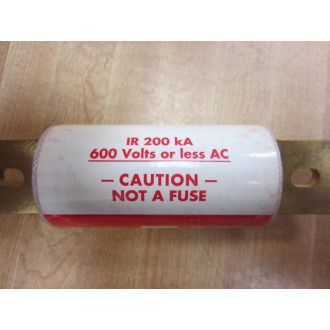 IR 200 kA
600 Volts or less AC
— CAUTION —
NOT A FUSE